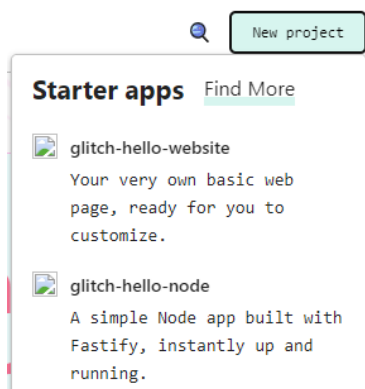 New project
Starter apps Find More
glitch-hello-website
Your very own basic web
page, ready for you to
customize.
glitch-hello-node
A simple Node app built with
Fastify, instantly up and
running.